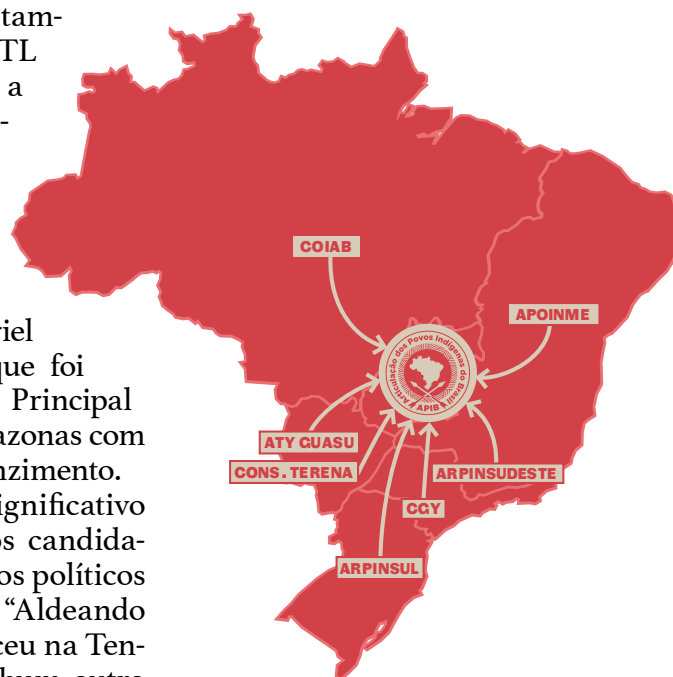 tam-
TL
a
-
riel
que foi
Principal
azonas com
nzimento.
ignificativo
os candida-
os políticos
“Aldeando
ceu na Ten-
COIAB
APOINME
Articulação dos Povos Indígenas do Brasil
APIB
ATY GUASU
CONS. TERENA
ARPINSUDESTE
CGY
ARPINSUL